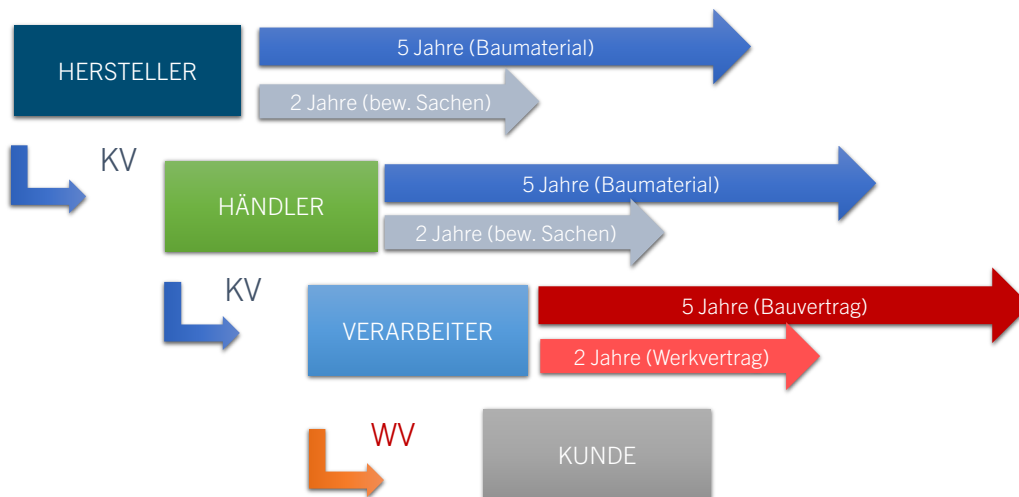 5 Jahre (Baumaterial)
HERSTELLER
2 Jahre (bew. Sachen)
KV
5 Jahre (Baumaterial)
HÄNDLER
2 Jahre (bew. Sachen)
KV
5 Jahre (Bauvertrag)
VERARBEITER
2 Jahre (Werkvertrag)
WV
KUNDE